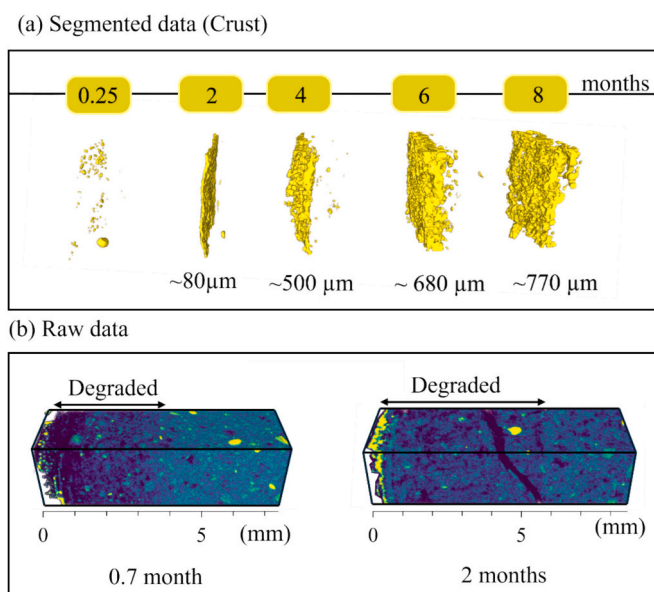 (a) Segmented data (Crust)
0.25 2 4 6 8 months
~80µm ~500 µm ~ 680 µm ~770 µm
(b) Raw data
Degraded Degraded
0 5 (mm) 0 5 (mm)
0.7 month 2 months